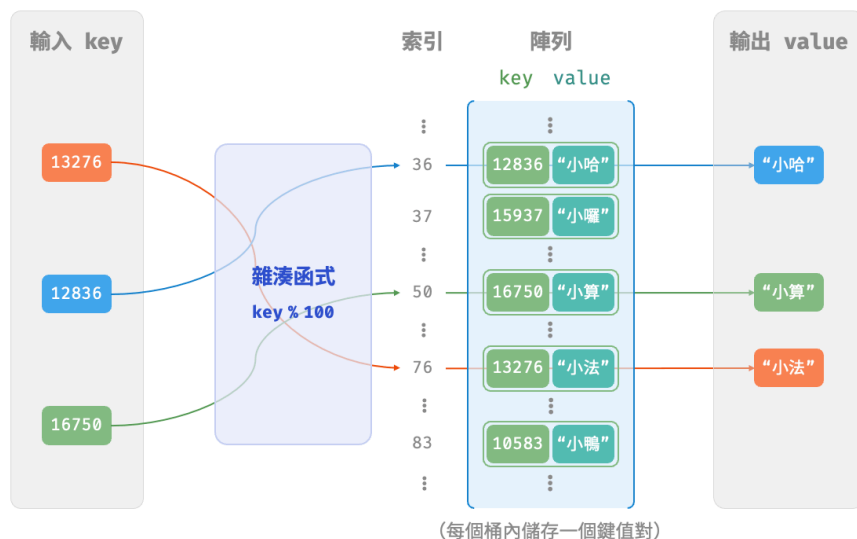 輸入 key
索引
陣列
輸出 value
key value
⋮ ⋮
13276
36 12836 “小哈” “小哈”
37 15937 “小囉”
⋮ ⋮
雜湊函式
key % 100
12836
50 16750 “小算” “小算”
⋮ ⋮
76 13276 “小法” “小法”
⋮ ⋮
16750
83 10583 “小鴨”
⋮ ⋮
（每個桶內儲存一個鍵值對）